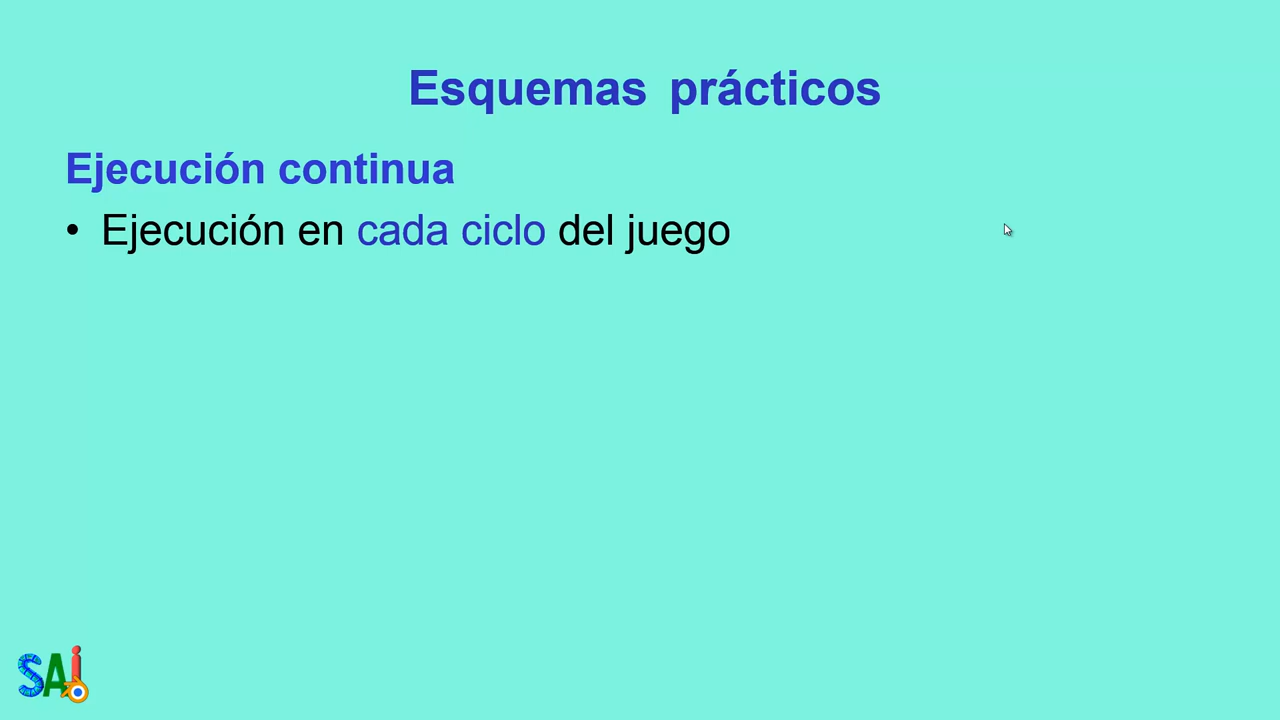 Esquemas prácticos
Ejecución continua
• Ejecución en cada ciclo del juego
SAi